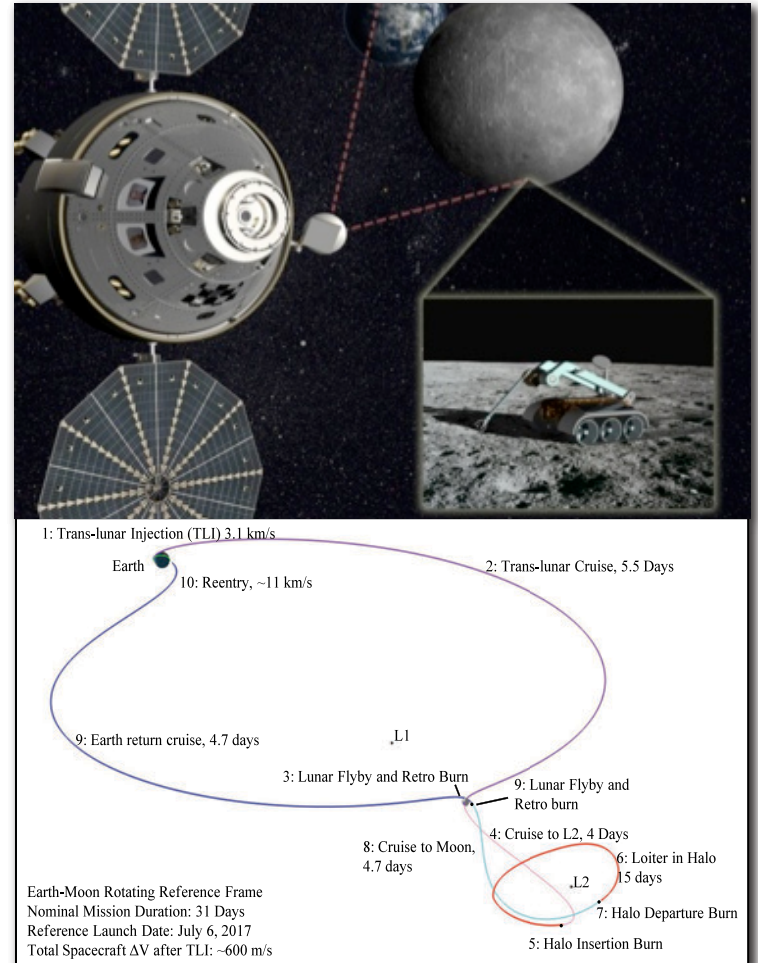 1: Trans-lunar Injection (TLI) 3.1 km/s
Earth
2: Trans-lunar Cruise, 5.5 Days
10: Reentry, ~11 km/s
L1
9: Earth return cruise, 4.7 days
3: Lunar Flyby and Retro Burn
9: Lunar Flyby and
Retro burn
4: Cruise to L2, 4 Days
8: Cruise to Moon,
4.7 days
6: Loiter in Halo
15 days
L2
7: Halo Departure Burn
5: Halo Insertion Burn
Earth-Moon Rotating Reference Frame
Nominal Mission Duration: 31 Days
Reference Launch Date: July 6, 2017
Total Spacecraft ΔV after TLI: ~600 m/s